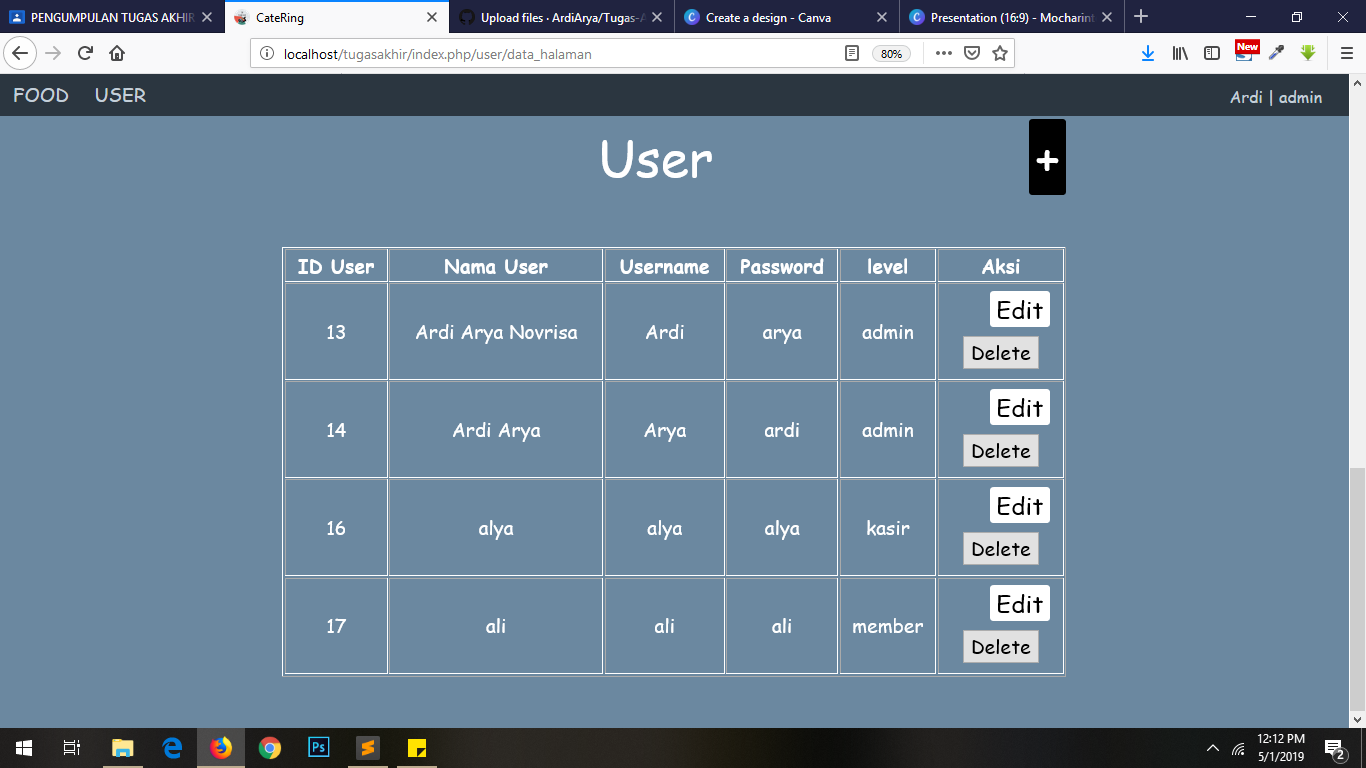 PENGUMPULAN TUGAS AKHIR
CateRing
Upload files · ArdiArya/Tugas-A
Create a design - Canva
Presentation (16:9) - Mocharint
localhost/tugasakhir/index.php/user/data_halaman
80%
New
FOOD USER Ardi | admin
User
+
ID User Nama User Username Password level Aksi
13 Ardi Arya Novrisa Ardi arya admin Edit
Delete
14 Ardi Arya Arya ardi admin Edit
Delete
16 alya alya alya kasir Edit
Delete
17 ali ali ali member Edit
Delete
Ps
12:12 PM
5/1/2019
2